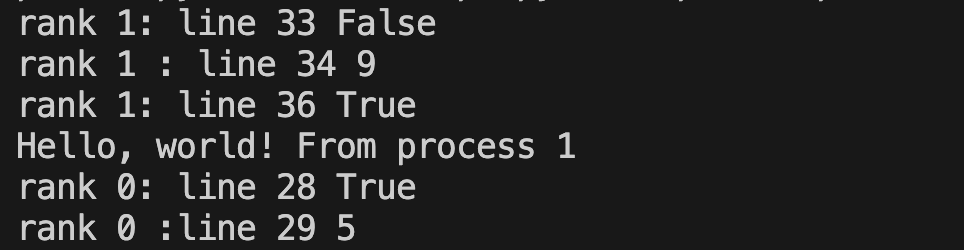 rank 1: line 33 False
rank 1 : line 34 9
rank 1: line 36 True
Hello, world! From process 1
rank 0: line 28 True
rank 0 :line 29 5